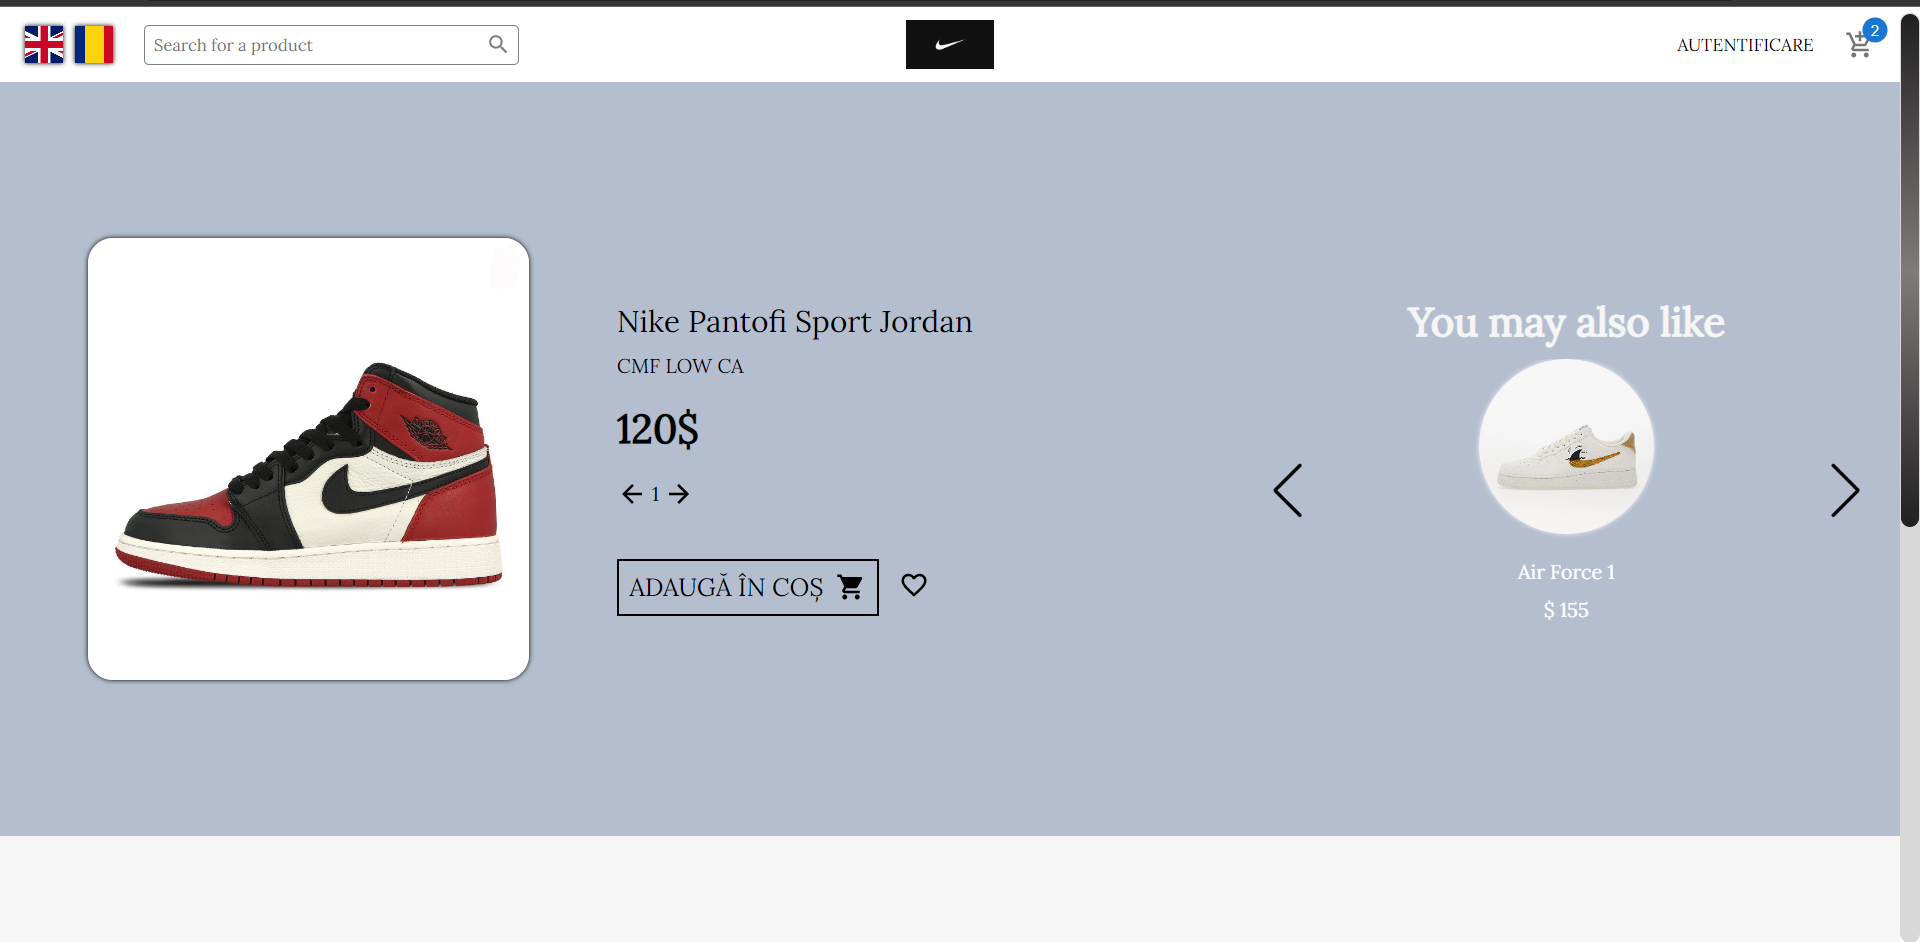 Search for a product
AUTENTIFICARE
2
Nike Pantofi Sport Jordan
CMF LOW CA
120$
1
ADAUGĂ ÎN COȘ
You may also like
Air Force 1
$ 155